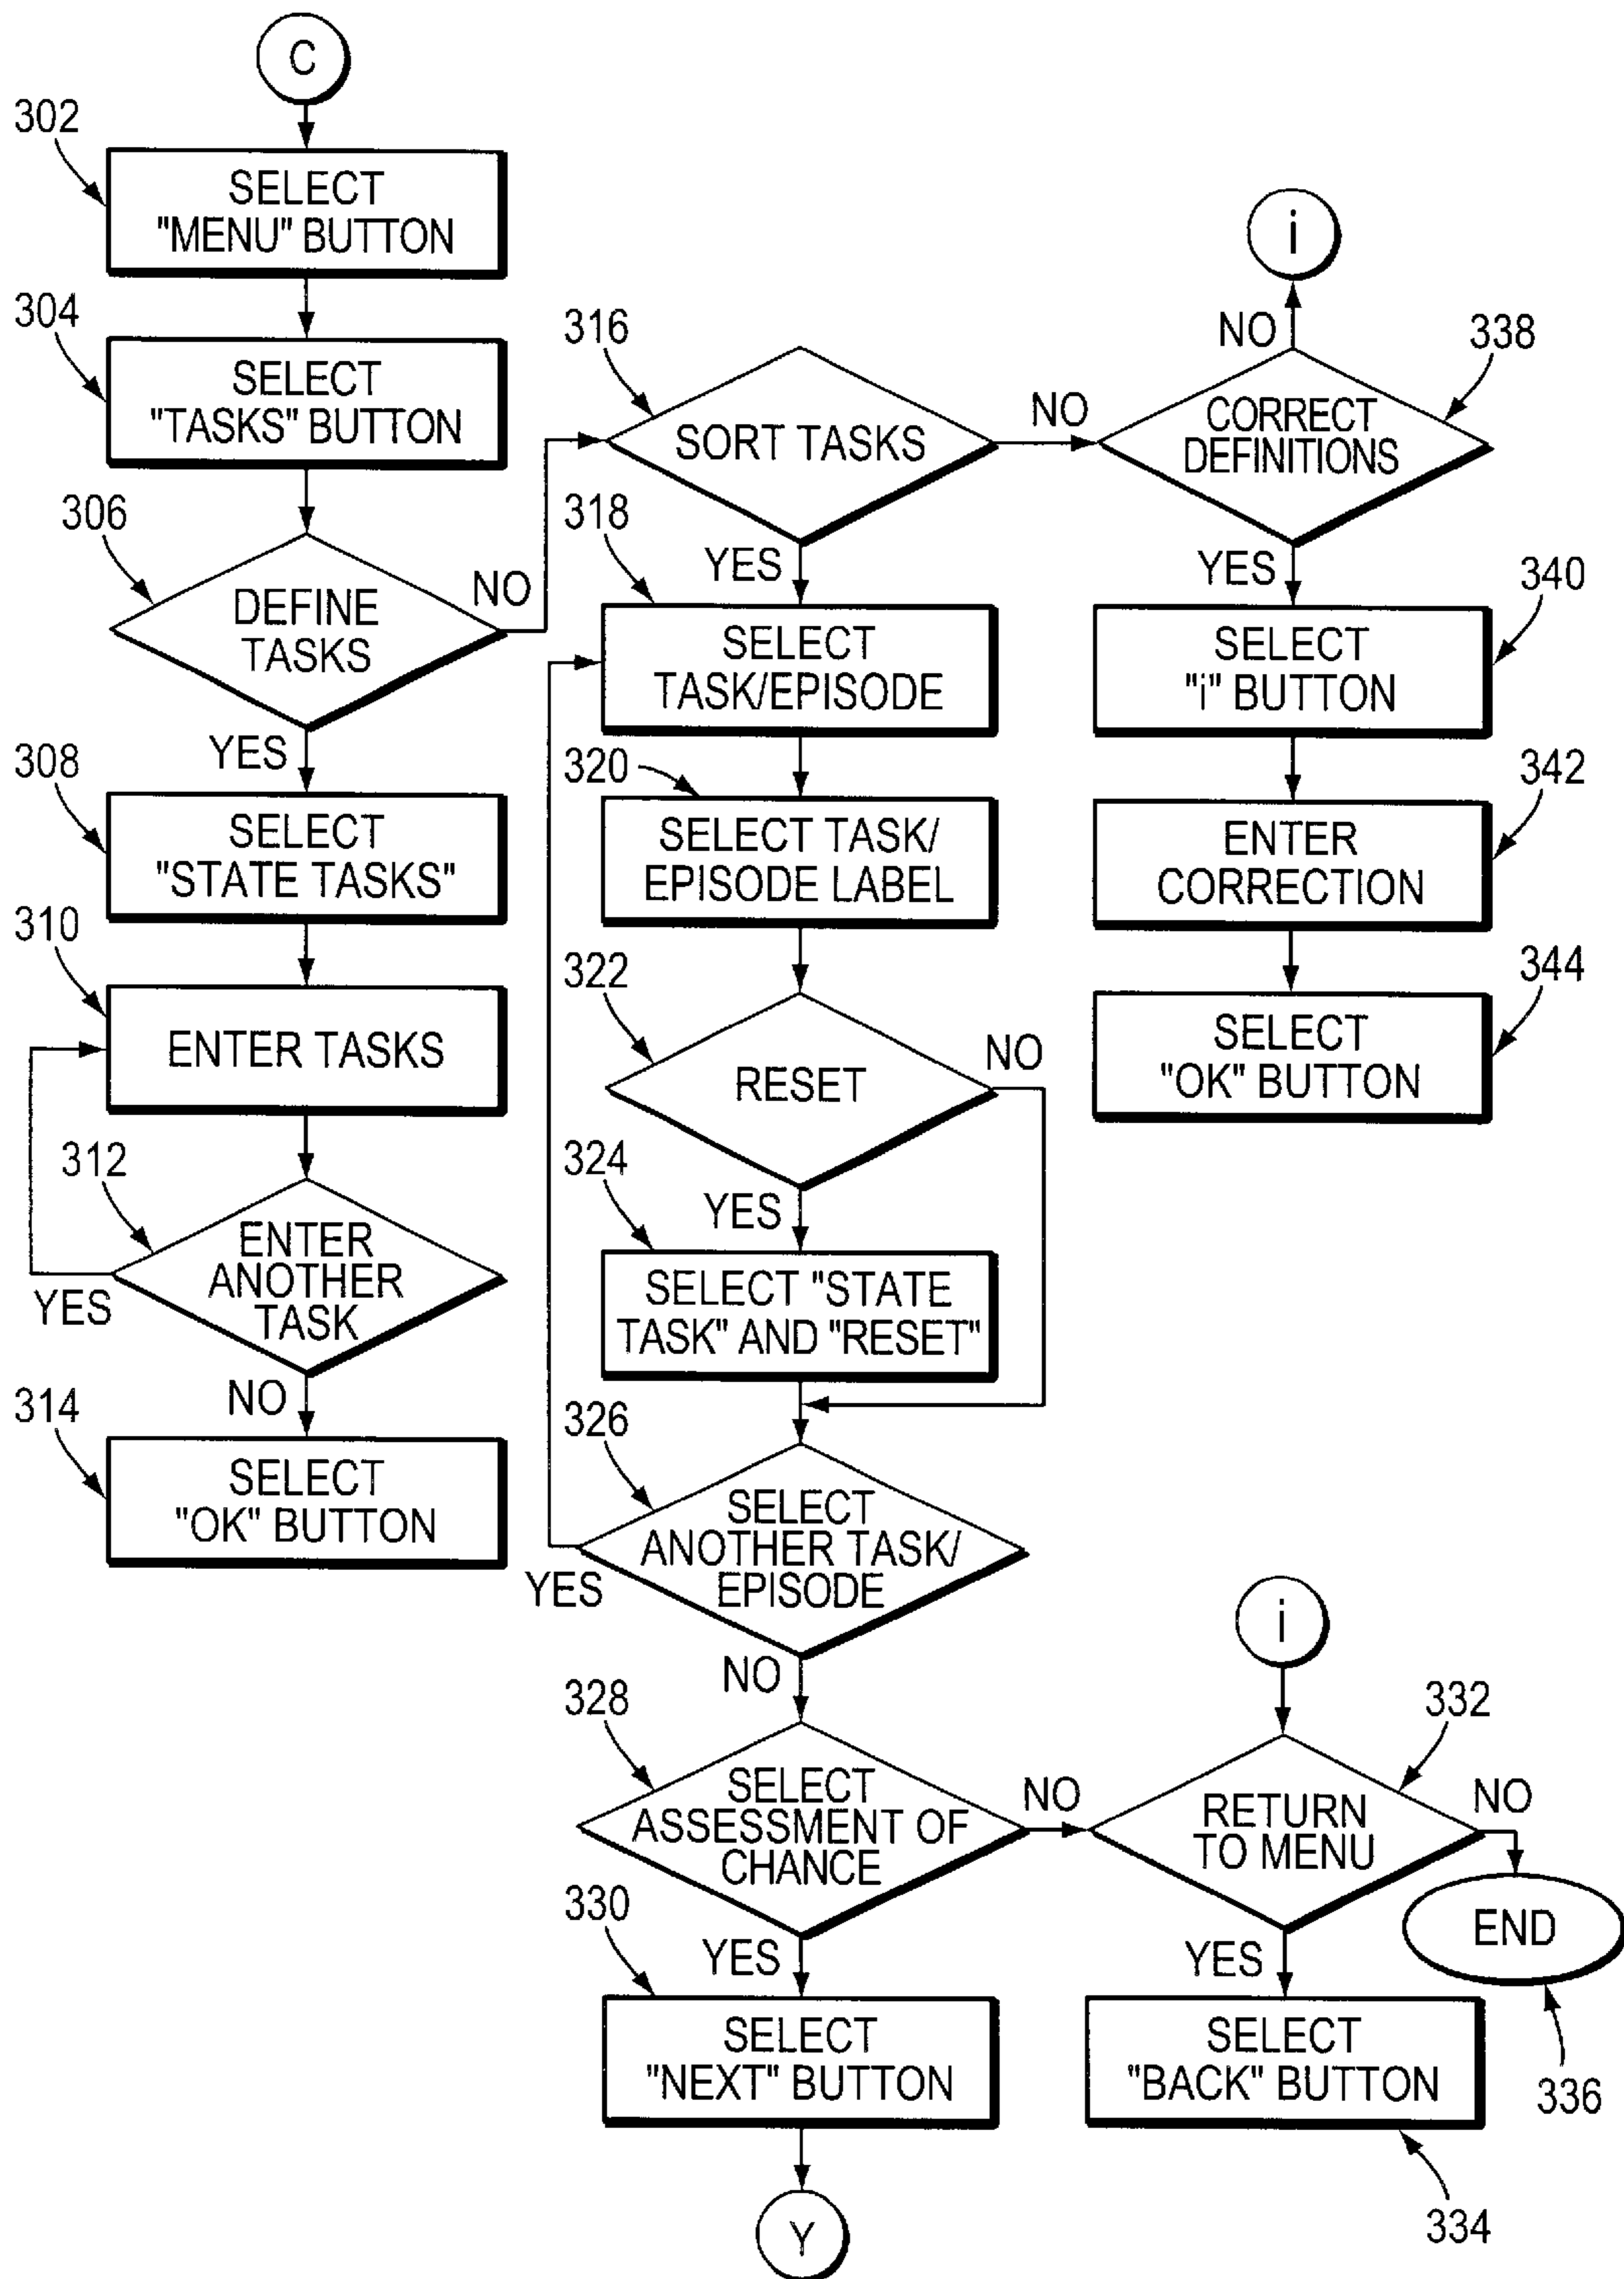 C
302
SELECT
"MENU" BUTTON
304
SELECT
"TASKS" BUTTON
306
DEFINE
TASKS
NO
YES
308
SELECT
"STATE TASKS"
310
ENTER TASKS
312
ENTER
ANOTHER
TASK
YES
NO
314
SELECT
"OK" BUTTON
316
SORT TASKS
NO
YES
318
SELECT
TASK/EPISODE
320
SELECT TASK/
EPISODE LABEL
322
RESET
NO
YES
324
SELECT "STATE
TASK" AND "RESET"
326
SELECT
ANOTHER TASK/
EPISODE
YES
NO
328
SELECT
ASSESSMENT OF
CHANCE
NO
YES
330
SELECT
"NEXT" BUTTON
Y
i
NO
338
CORRECT
DEFINITIONS
YES
340
SELECT
"i" BUTTON
342
ENTER
CORRECTION
344
SELECT
"OK" BUTTON
i
332
RETURN
TO MENU
NO
END
336
YES
SELECT
"BACK" BUTTON
334